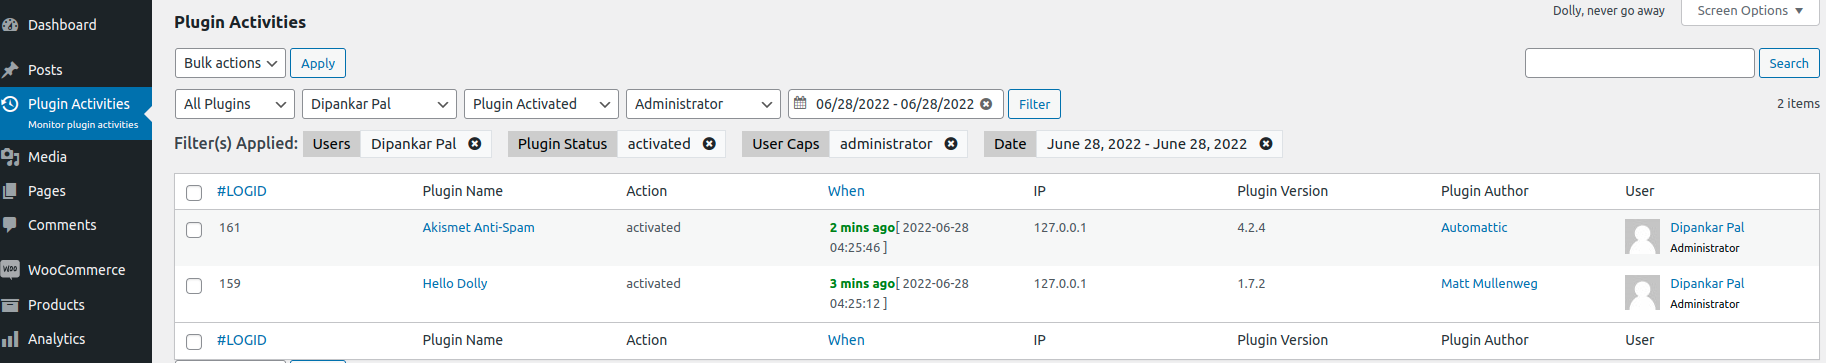 Dashboard
Posts
Plugin Activities
Monitor plugin activities
Media
Pages
Comments
WooCommerce
Products
Analytics
Plugin Activities
Dolly, never go away
Screen Options
Bulk actions
Apply
Search
All Plugins
Dipankar Pal
Plugin Activated
Administrator
06/28/2022 - 06/28/2022
Filter
2 items
Filter(s) Applied:
Users Dipankar Pal
Plugin Status activated
User Caps administrator
Date June 28, 2022 - June 28, 2022
#LOGID Plugin Name Action When IP Plugin Version Plugin Author User
161 Akismet Anti-Spam activated 2 mins ago[ 2022-06-28 127.0.0.1 4.2.4 Automattic Dipankar Pal
04:25:46 ] Administrator
159 Hello Dolly activated 3 mins ago[ 2022-06-28 127.0.0.1 1.7.2 Matt Mullenweg Dipankar Pal
04:25:12 ] Administrator
#LOGID Plugin Name Action When IP Plugin Version Plugin Author User